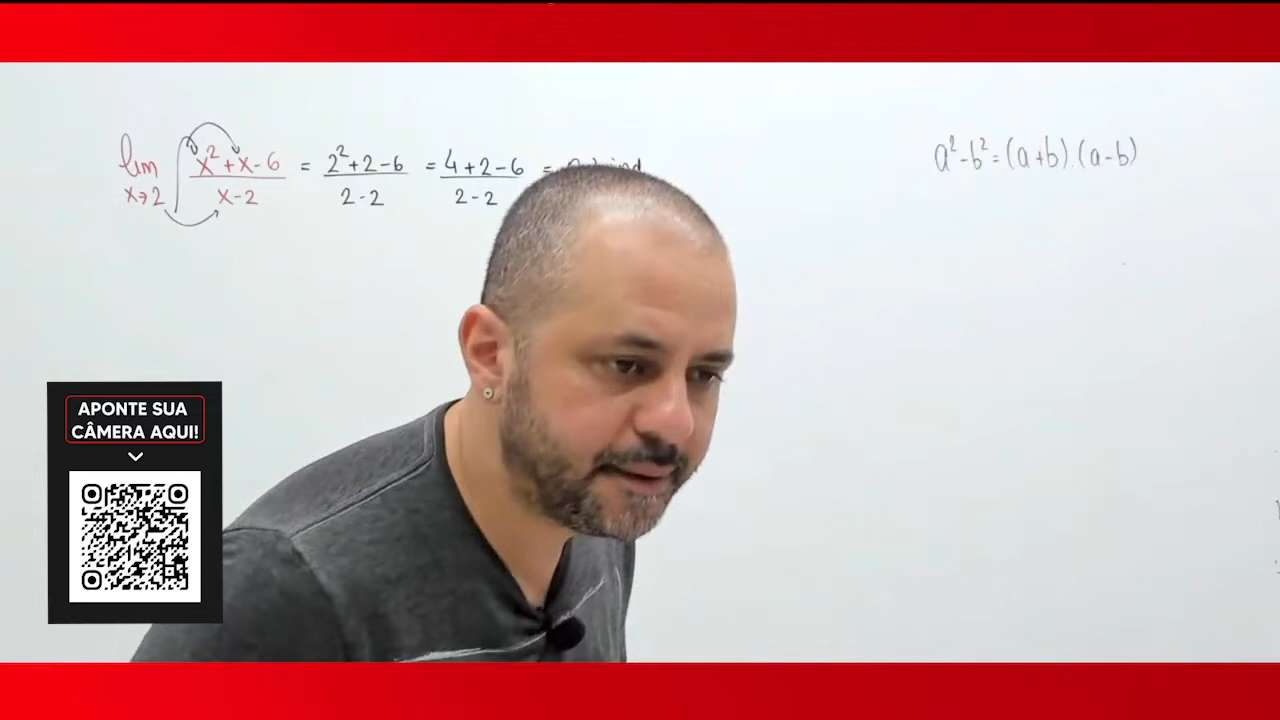 lim x→2 x²+x-6 / x-2 = 2²+2-6 / 2-2 = 4+2-6 / 2-2 =
a²-b²=(a+b).(a-b)
APONTE SUA
CÂMERA AQUI!